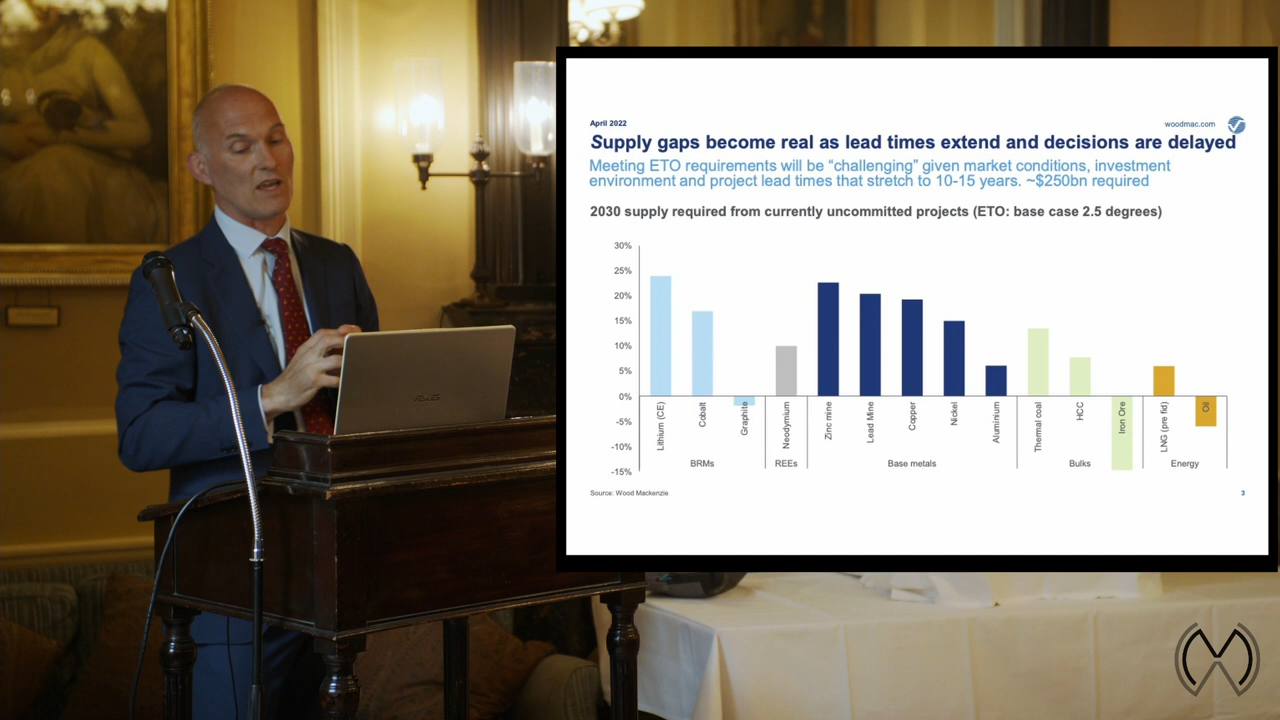 April 2022
woodmac.com
Supply gaps become real as lead times extend and decisions are delayed
Meeting ETO requirements will be “challenging” given market conditions, investment
environment and project lead times that stretch to 10-15 years. ~$250bn required
2030 supply required from currently uncommitted projects (ETO: base case 2.5 degrees)
30%
25%
20%
15%
10%
5%
0%
-5%
-10%
-15%
Lithium (CE)
Cobalt
Graphite
Neodymium
Zinc mine
Lead Mine
Copper
Nickel
Aluminium
Thermal coal
HCC
Iron Ore
LNG (pre fid)
Oil
BRMs
REEs
Base metals
Bulks
Energy
Source: Wood Mackenzie
3
ASUS